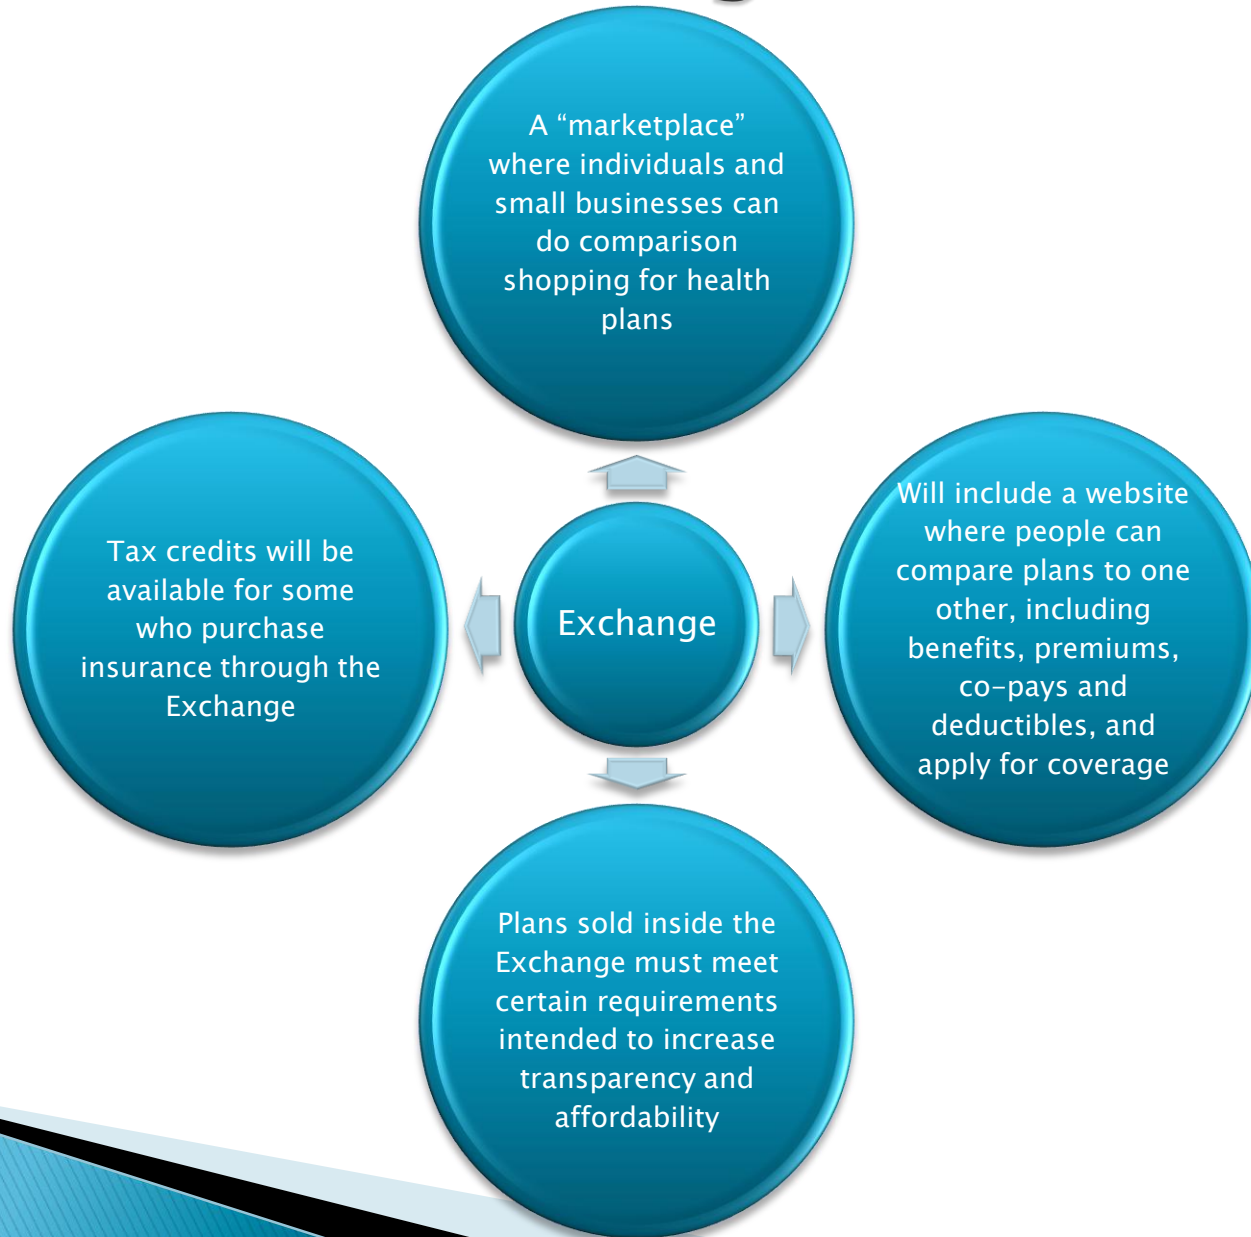 A “marketplace”
where individuals and
small businesses can
do comparison
shopping for health
plans
Tax credits will be
available for some
who purchase
insurance through the
Exchange
Exchange
Will include a website
where people can
compare plans to one
other, including
benefits, premiums,
co-pays and
deductibles, and
apply for coverage
Plans sold inside the
Exchange must meet
certain requirements
intended to increase
transparency and
affordability